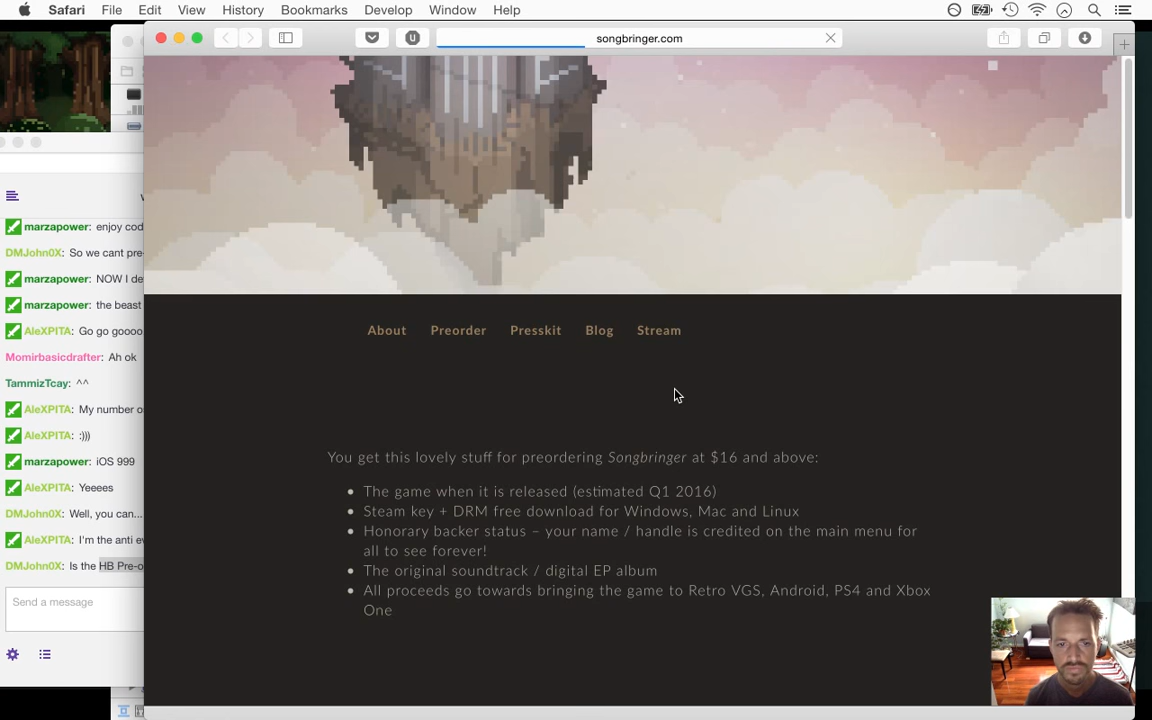 Safari File Edit View History Bookmarks Develop Window Help
songbringer.com
marzapower: enjoy cod
DMJohn0X: So we cant pre
marzapower: NOW I de
marzapower: the beast
AleXPITA: Go go goooo
Momirbasicdrafter: Ah ok
TammizTcay: ^^
AleXPITA: My number o
AleXPITA: :)))
marzapower: iOS 999
AleXPITA: Yeeees
DMJohn0X: Well, you can...
AleXPITA: I'm the anti e
DMJohn0X: Is the HB Pre-o
Send a message
About Preorder Presskit Blog Stream
You get this lovely stuff for preordering Songbringer at $16 and above:
• The game when it is released (estimated Q1 2016)
• Steam key + DRM free download for Windows, Mac and Linux
• Honorary backer status – your name / handle is credited on the main menu for
all to see forever!
• The original soundtrack / digital EP album
• All proceeds go towards bringing the game to Retro VGS, Android, PS4 and Xbox
One